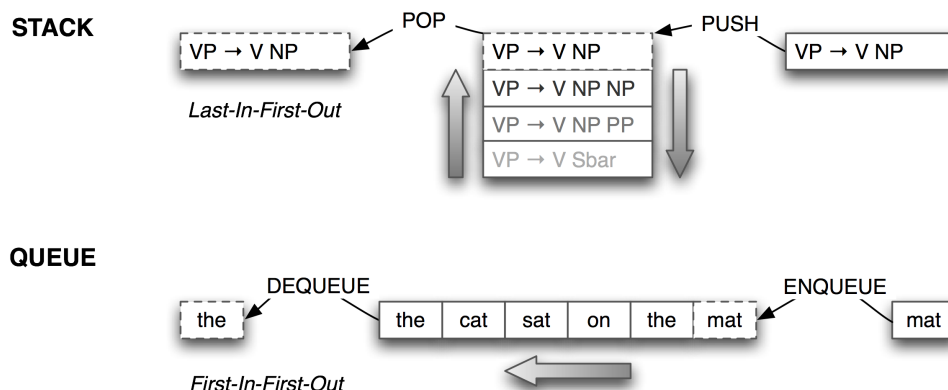 STACK
POP
PUSH
VP → V NP
VP → V NP
VP → V NP
Last-In-First-Out
VP → V NP NP
VP → V NP PP
VP → V Sbar
QUEUE
DEQUEUE
ENQUEUE
the
the cat sat on the mat
mat
First-In-First-Out